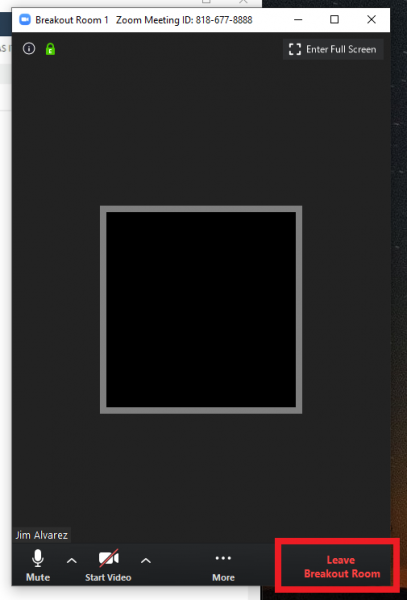 Breakout Room 1 Zoom Meeting ID: 818-677-8888
Enter Full Screen
Jim Alvarez
Mute
Start Video
More
Leave
Breakout Room